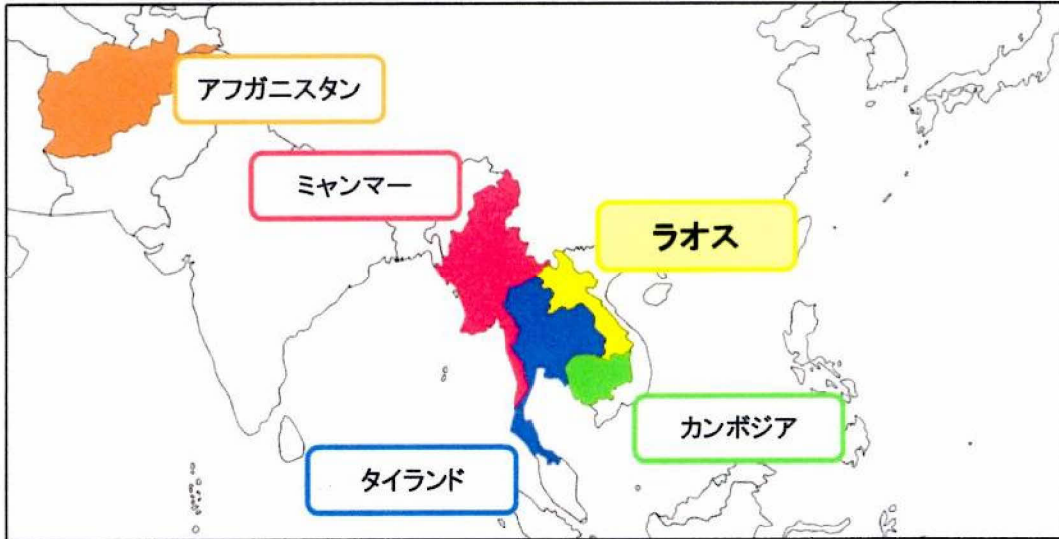 アフガニスタン
ミャンマー
ラオス
カンボジア
タイランド